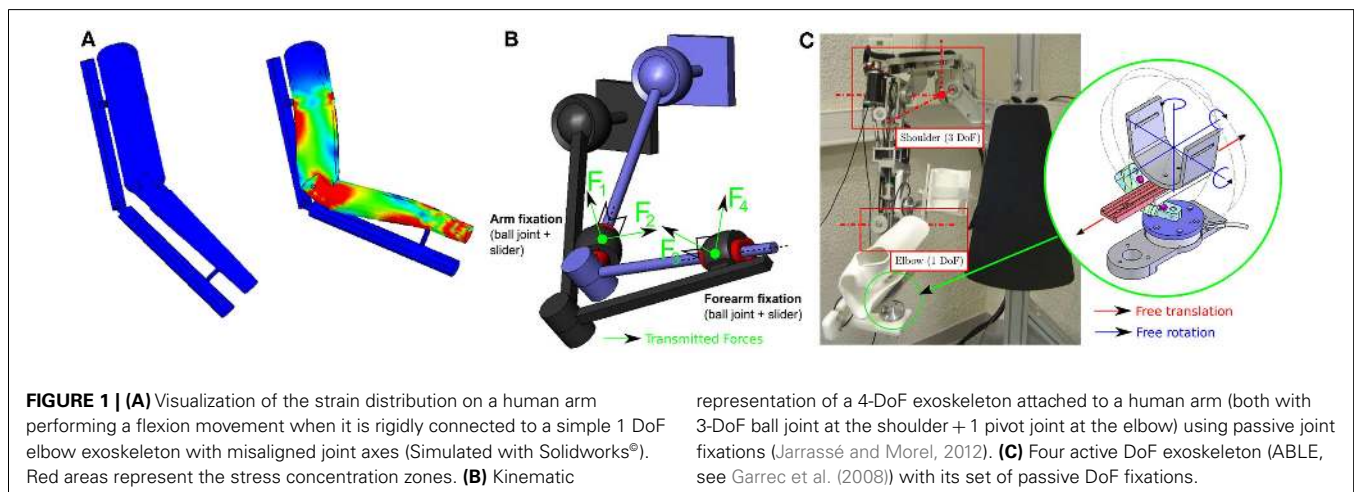 A
B
C
F1
F2
F4
F3
Arm fixation
(ball joint +
slider)
Forearm fixation
(ball joint + slider)
Transmitted Forces
Shoulder (3 DoF)
Elbow (1 DoF)
Free translation
Free rotation
FIGURE 1 | (A) Visualization of the strain distribution on a human arm
performing a flexion movement when it is rigidly connected to a simple 1 DoF
elbow exoskeleton with misaligned joint axes (Simulated with Solidworks©).
Red areas represent the stress concentration zones. (B) Kinematic
representation of a 4-DoF exoskeleton attached to a human arm (both with
3-DoF ball joint at the shoulder + 1 pivot joint at the elbow) using passive joint
fixations (Jarrassé and Morel, 2012). (C) Four active DoF exoskeleton (ABLE,
see Garrec et al. (2008)) with its set of passive DoF fixations.